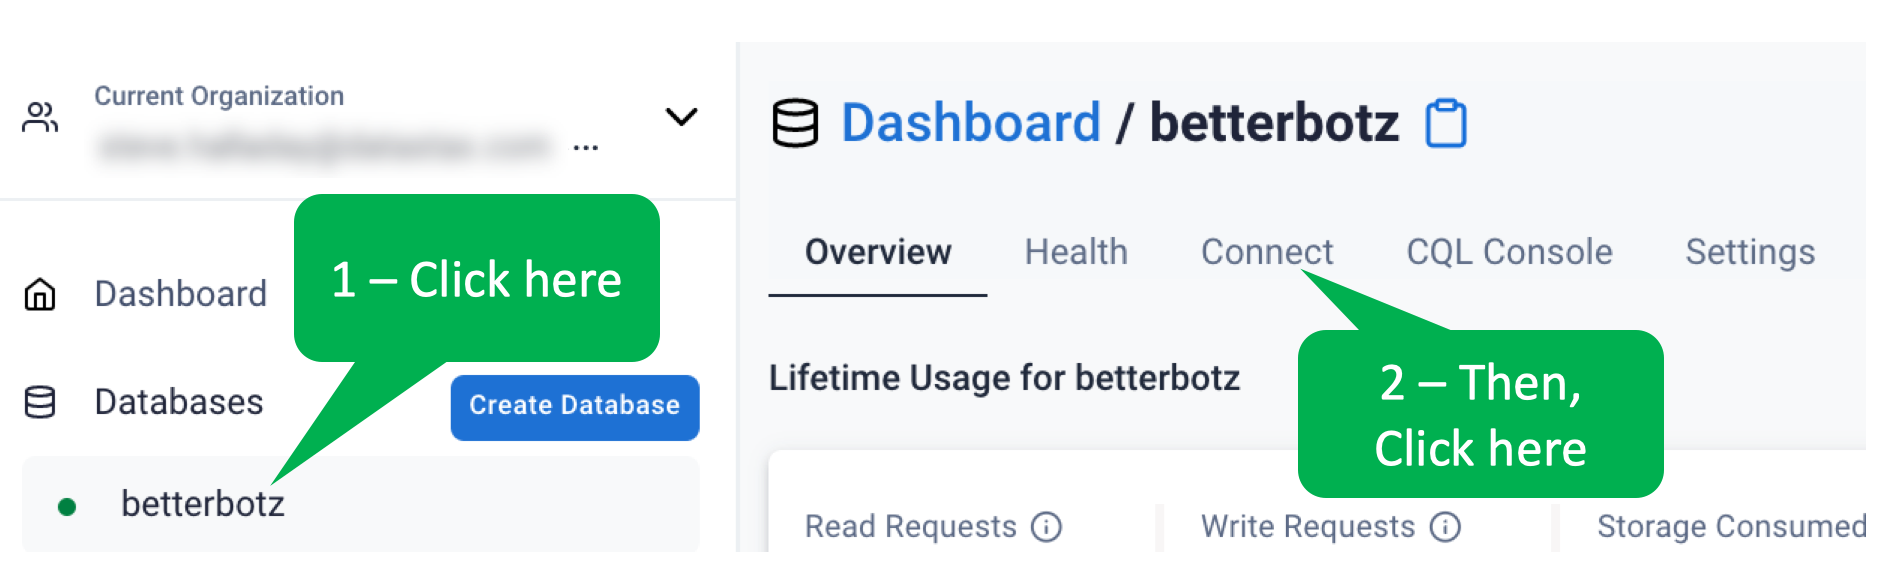 Current Organization
...
Dashboard
1 – Click here
Databases
Create Database
betterbotz
Dashboard / betterbotz
Overview
Health
Connect
CQL Console
Settings
Lifetime Usage for betterbotz
2 – Then,
Click here
Read Requests
Write Requests
Storage Consumed